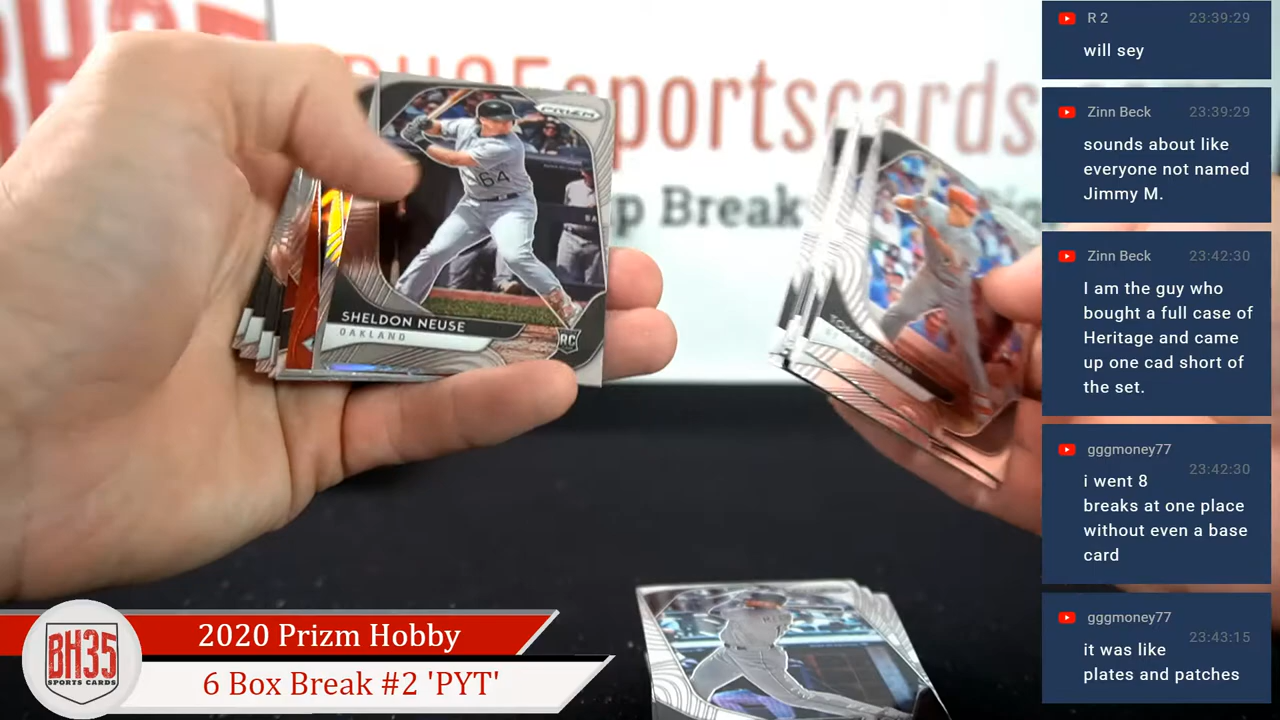 BH35sportscards
p Break
PRIZM
64
SHELDON NEUSE
OAKLAND
RC
TOMMY EDMAN
BH35
SPORTS CARDS
2020 Prizm Hobby
6 Box Break #2 'PYT'
R 2
23:39:29
will sey
Zinn Beck
23:39:29
sounds about like
everyone not named
Jimmy M.
Zinn Beck
23:42:30
I am the guy who
bought a full case of
Heritage and came
up one cad short of
the set.
gggmoney77
23:42:30
i went 8
breaks at one place
without even a base
card
gggmoney77
23:43:15
it was like
plates and patches